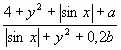 4 + y² + |sin x| + a
|sin x| + y² + 0,2b